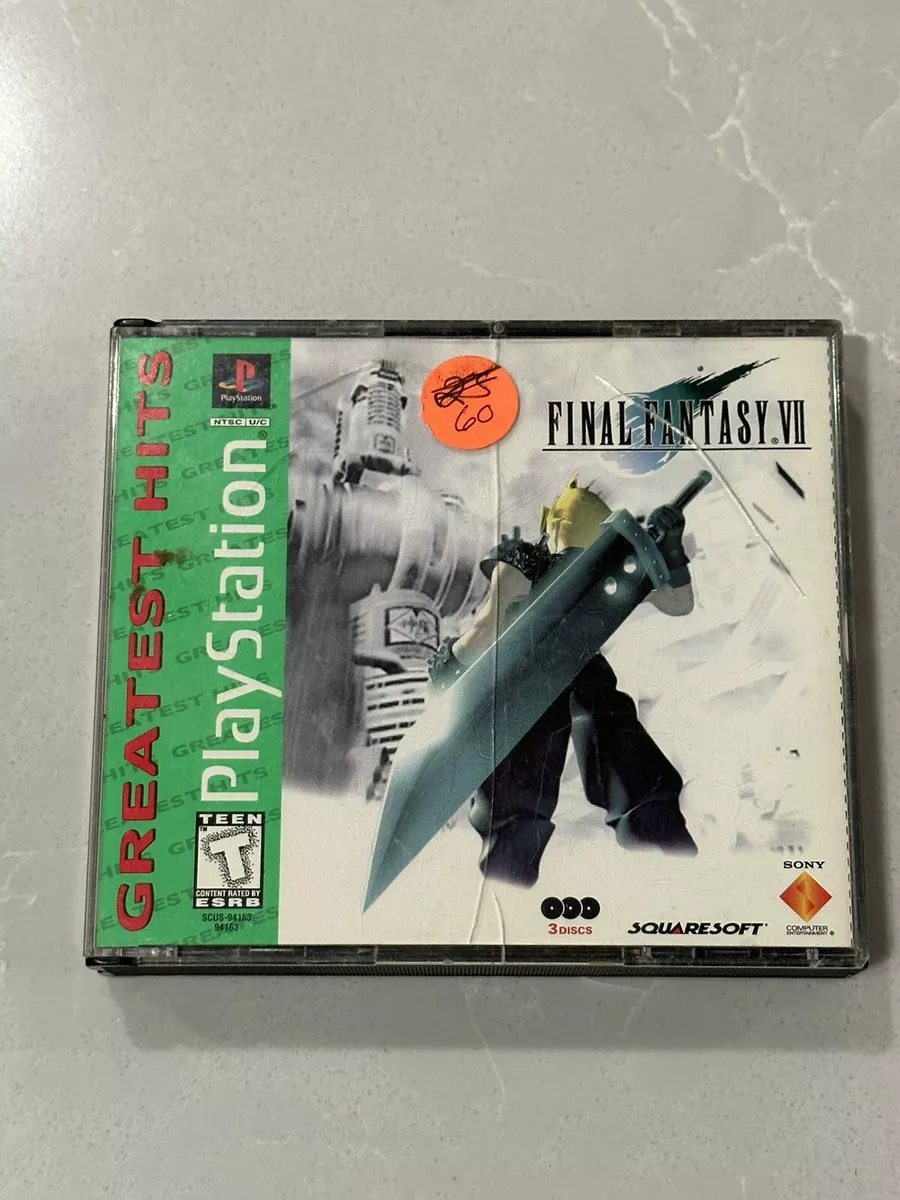 GREATEST HITS
PlayStation
NTSC U/C
PlayStation®
TEEN
T
CONTENT RATED BY
ESRB
SCUS-94163
94163
60
FINAL FANTASY® VII
3 DISCS
SQUARESOFT®
SONY
COMPUTER
ENTERTAINMENT®